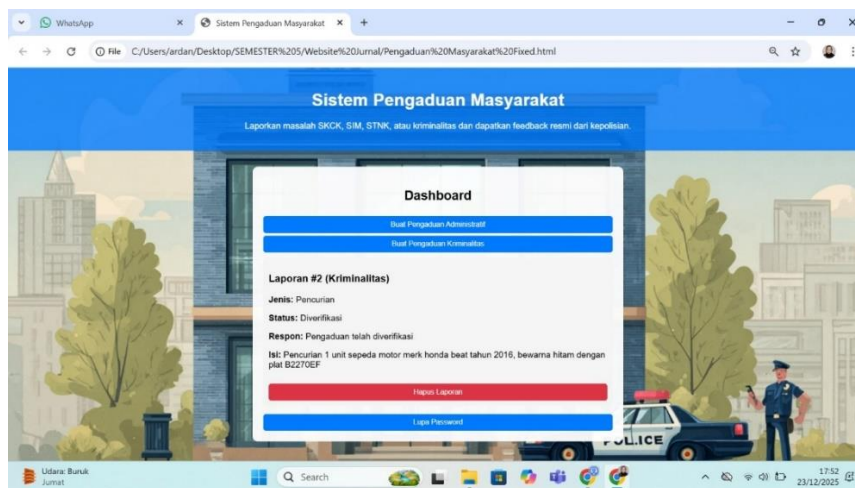 WhatsApp
Sistem Pengaduan Masyarakat
File C:/Users/ardan/Desktop/SEMESTER%205/Website%20Jurnal/Pengaduan%20Masyarakat%20Fixed.html
Sistem Pengaduan Masyarakat
Laporkan masalah SKCK, SIM, STNK, atau kriminalitas dan dapatkan feedback resmi dari kepolisian.
Dashboard
Buat Pengaduan Administratif
Buat Pengaduan Kriminalitas
Laporan #2 (Kriminalitas)
Jenis: Pencurian
Status: Diverifikasi
Respon: Pengaduan telah diverifikasi
Isi: Pencurian 1 unit sepeda motor merk honda beat tahun 2016, bewarna hitam dengan
plat B2270EF
Hapus Laporan
Lupa Password
POLICE
Udara: Buruk
Jumat
Search
17:52
23/12/2025